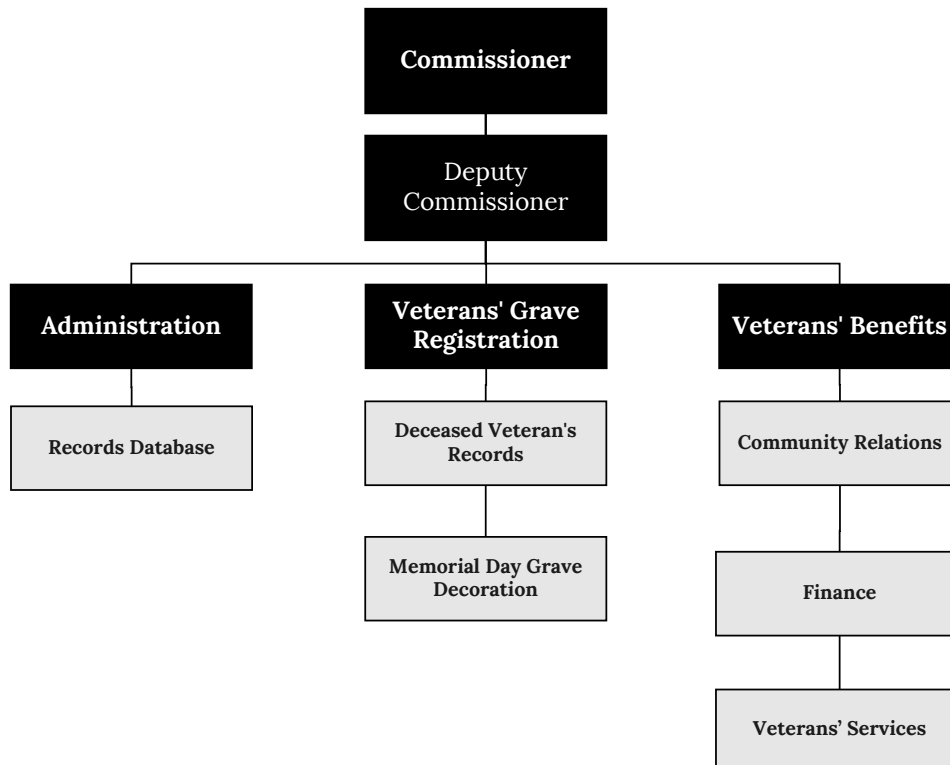 Commissioner
Deputy
Commissioner
Administration
Veterans' Grave
Registration
Veterans' Benefits
Records Database
Deceased Veteran's
Records
Community Relations
Memorial Day Grave
Decoration
Finance
Veterans’ Services